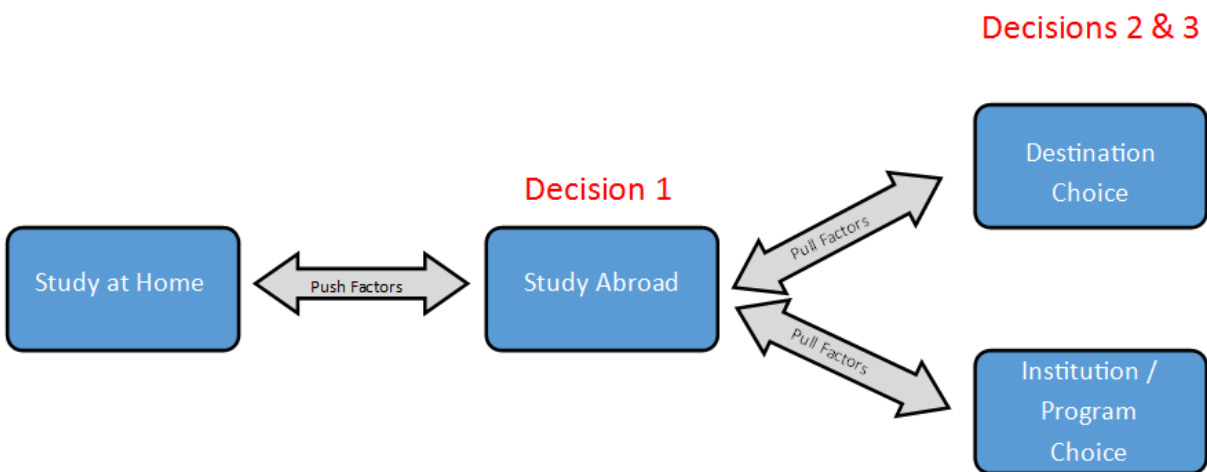 Decisions 2 & 3
Destination
Choice
Decision 1
Study at Home
Push Factors
Study Abroad
Pull Factors
Pull Factors
Institution /
Program
Choice